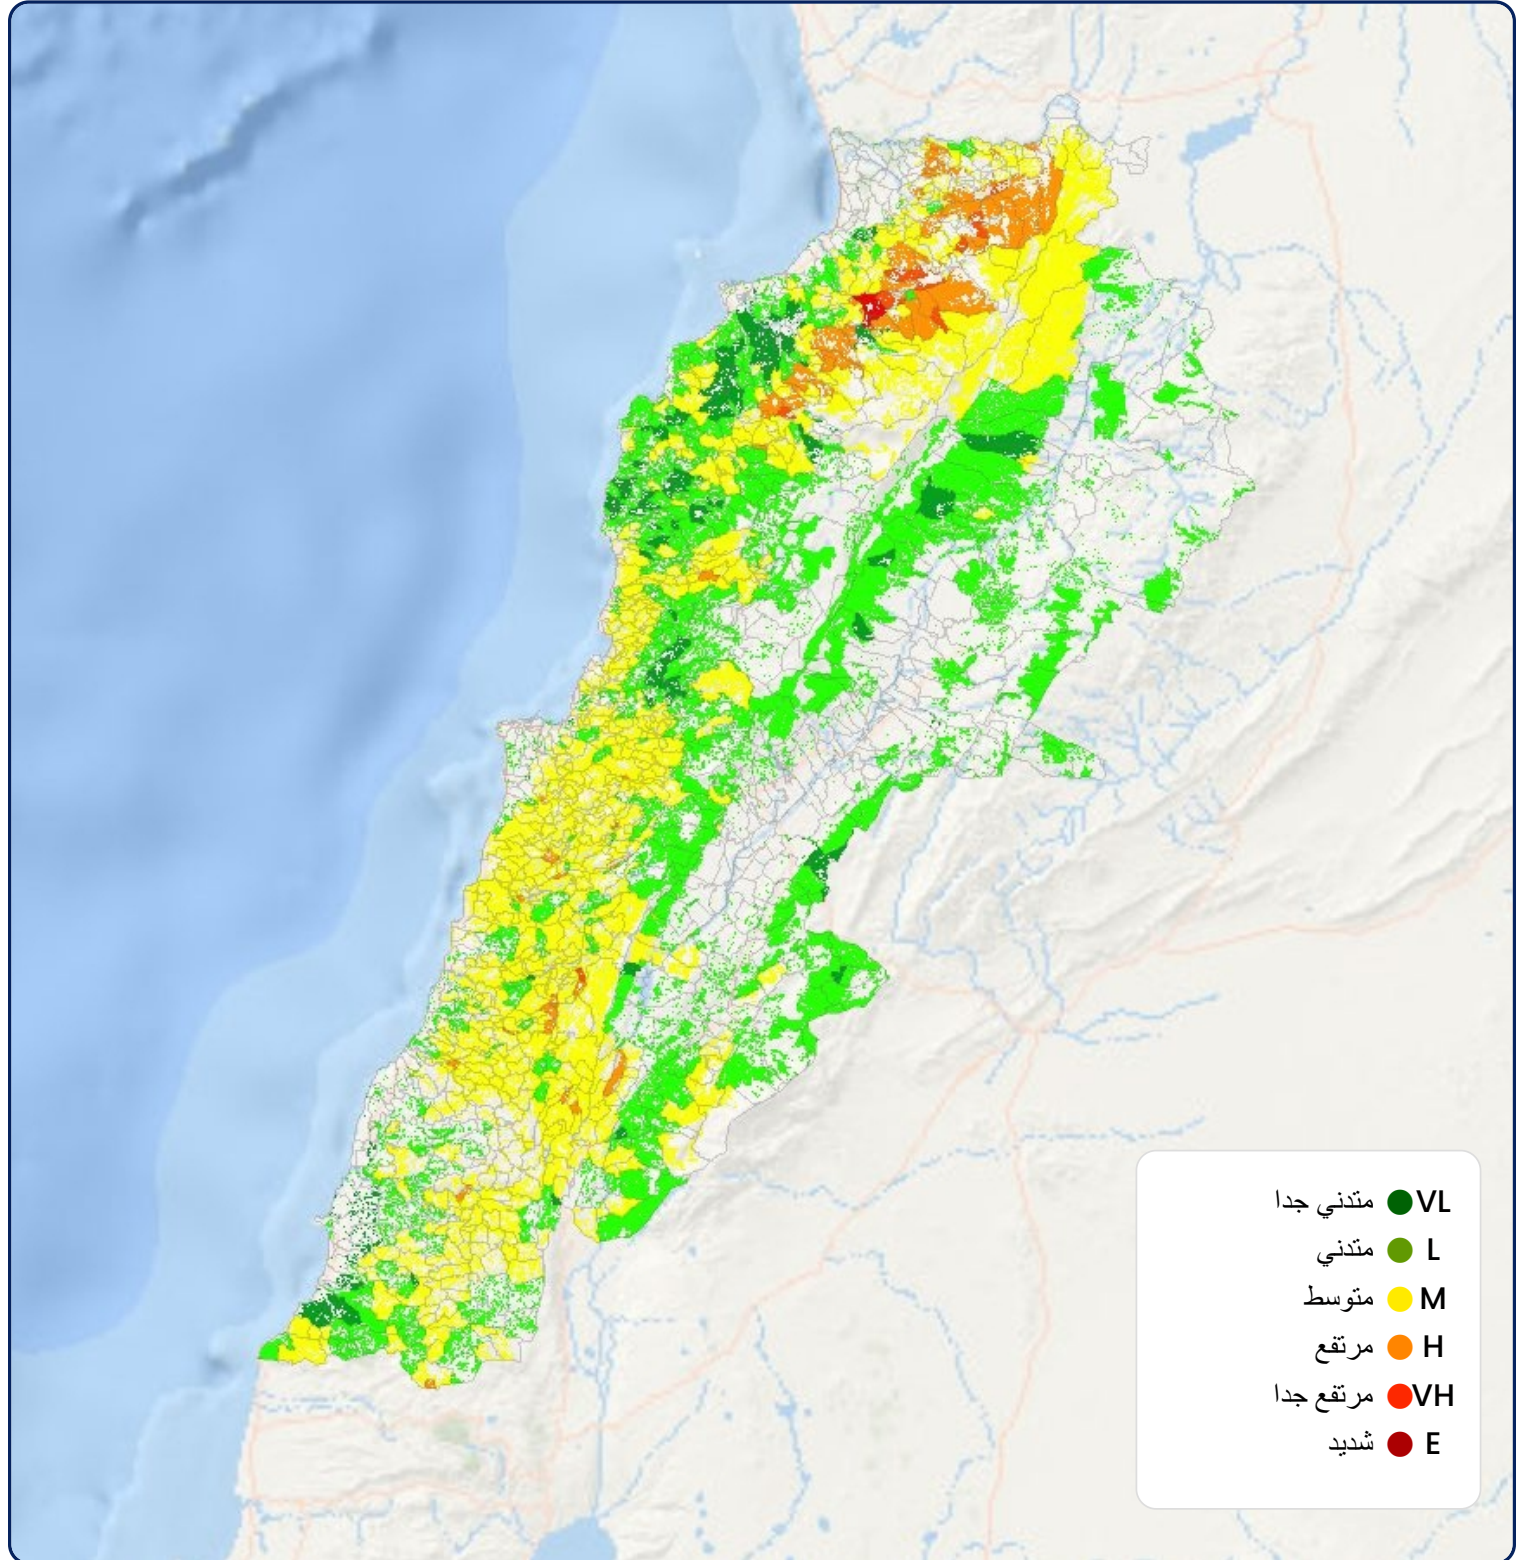 VL متدني جدا
L متدني
M متوسط
H مرتفع
VH مرتفع جدا
E شديد